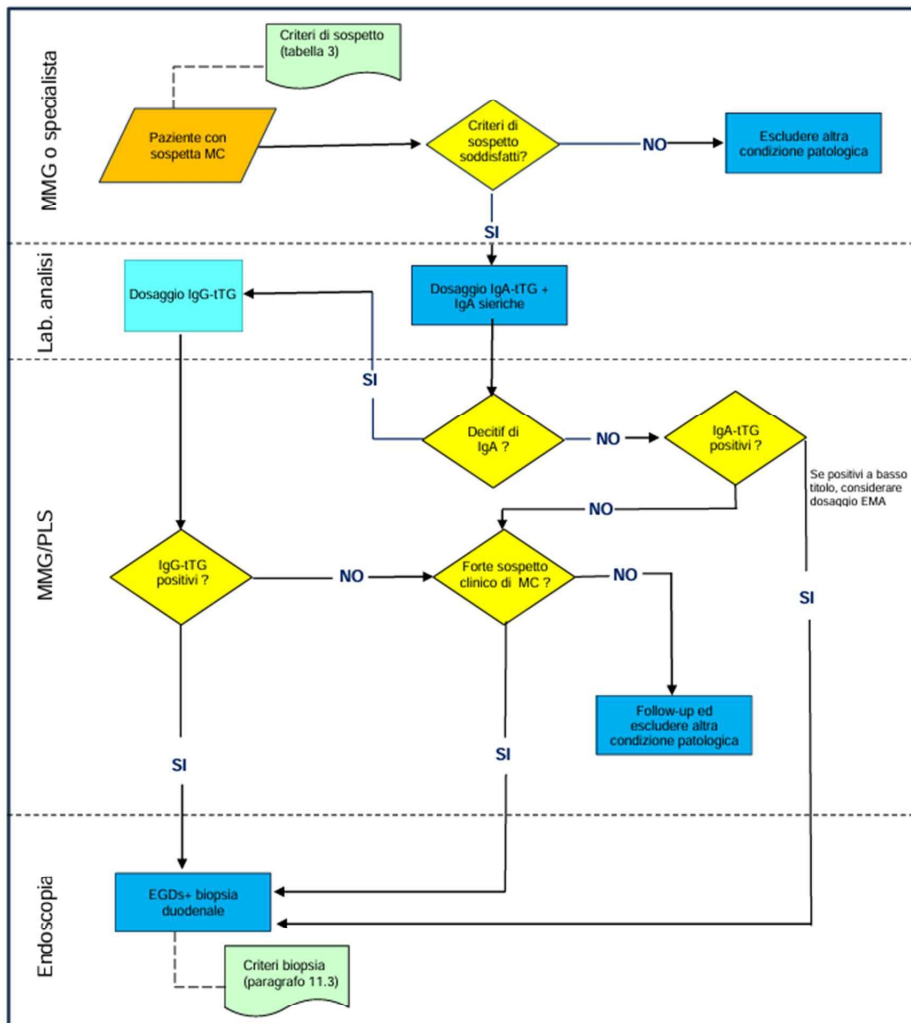 MMG o specialista
Criteri di sospetto
(tabella 3)
Paziente con
sospetta MC
Criteri di
sospetto
soddisfatti?
NO
Escludere altra
condizione patologica
SI
Lab. analisi
Dosaggio IgG-tTG
Dosaggio IgA-tTG +
IgA sieriche
MMG/PLS
SI
Decitif di
IgA ?
NO
IgA-tTG
positivi ?
Se positivi a basso
titolo, considerare
dosaggio EMA
NO
IgG-tTG
positivi ?
NO
Forte sospetto
clinico di MC ?
NO
SI
Follow-up ed
escludere altra
condizione patologica
SI
SI
Endoscopia
EGDs+ biopsia
duodenale
Criteri biopsia
(paragrafo 11.3)